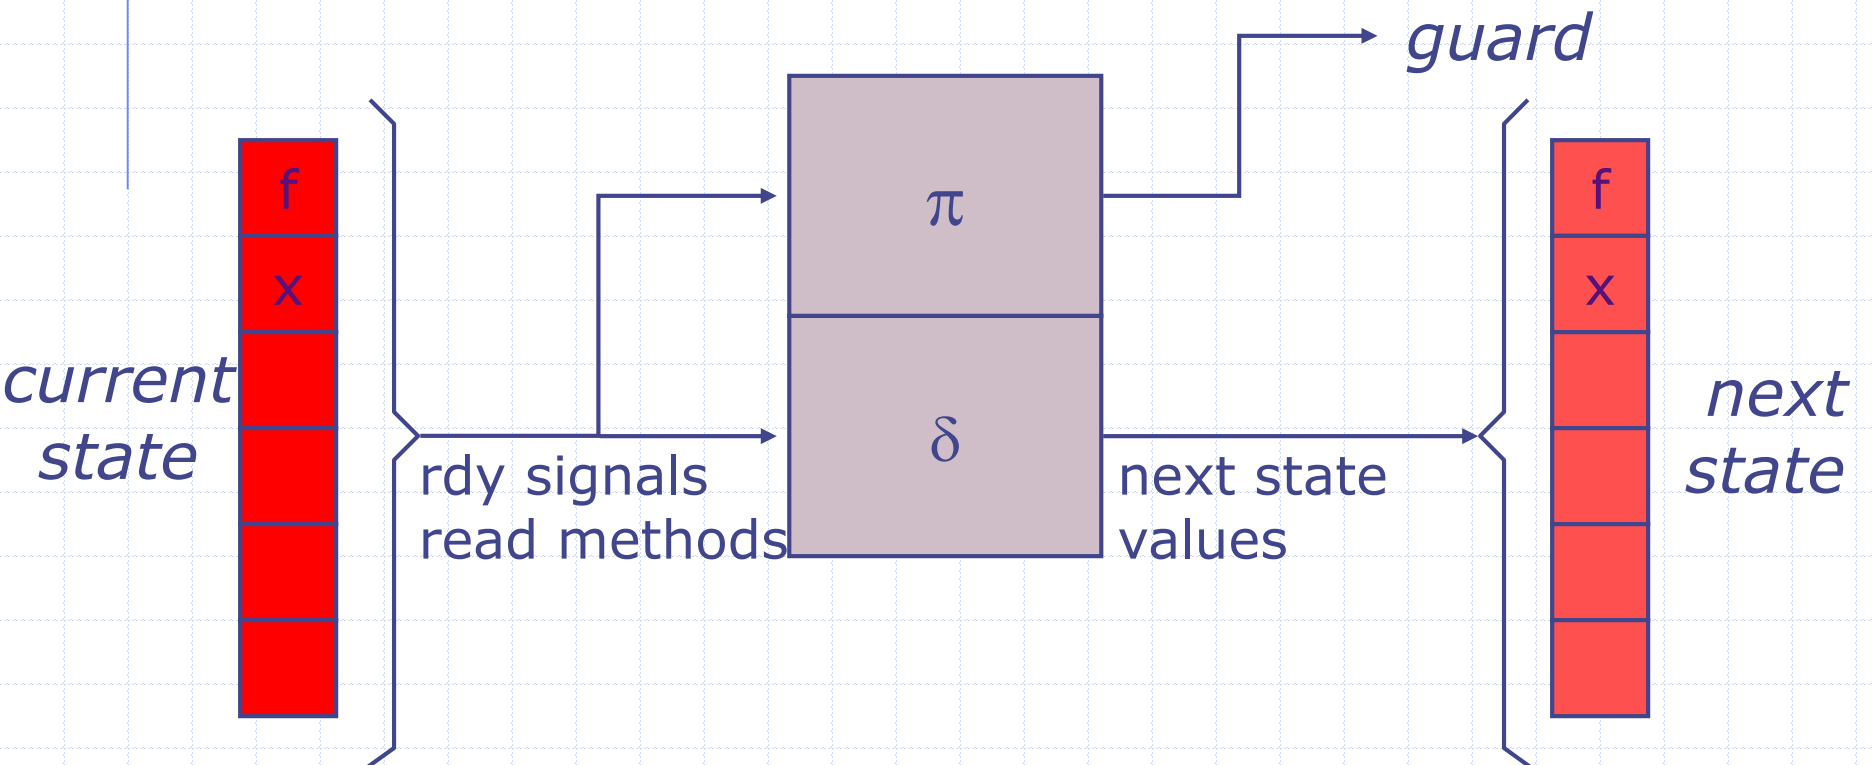 guard
f
x
current
state
rdy signals
read methods
π
δ
next state
values
f
x
next
state